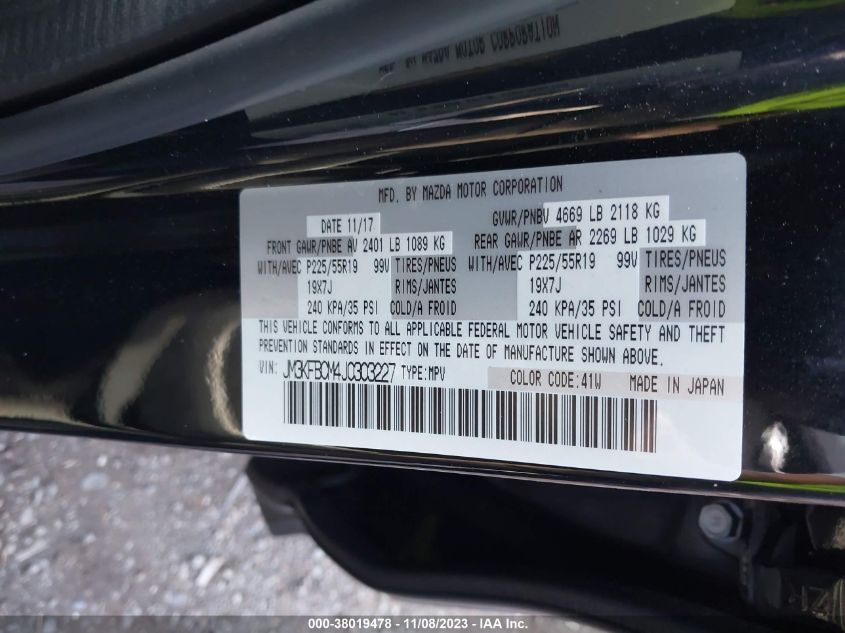 MFD. BY MAZDA MOTOR CORPORATION
DATE 11/17
GVWR/PNBV 4669 LB 2118 KG
FRONT GAWR/PNBE AV 2401 LB 1089 KG
REAR GAWR/PNBE AR 2269 LB 1029 KG
WITH/AVEC P225/55R19 99V TIRES/PNEUS
WITH/AVEC P225/55R19 99V TIRES/PNEUS
19X7J RIMS/JANTES
19X7J RIMS/JANTES
240 KPA/35 PSI COLD/A FROID
240 KPA/35 PSI COLD/A FROID
THIS VEHICLE CONFORMS TO ALL APPLICABLE FEDERAL MOTOR VEHICLE SAFETY AND THEFT
PREVENTION STANDARDS IN EFFECT ON THE DATE OF MANUFACTURE SHOWN ABOVE.
VIN: JM3KFBCM4J0303227 TYPE:MPV
COLOR CODE:41W MADE IN JAPAN
000-38019478 - 11/08/2023 - IAA Inc.